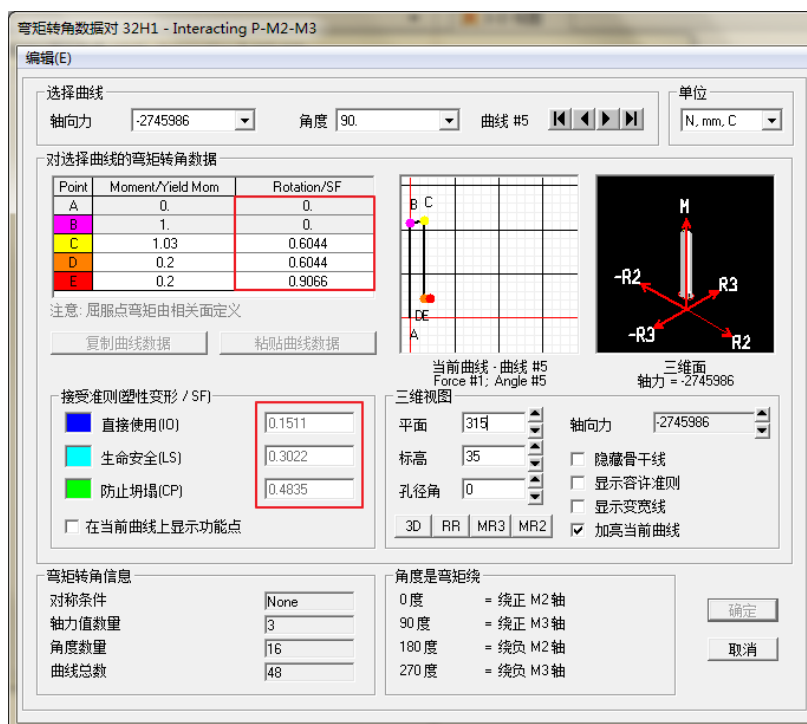 弯矩转角数据对 32H1 - Interacting P-M2-M3
编辑(E)
选择曲线
轴向力 -2745986 角度 90. 曲线 #5
单位
N, mm, C
对选择曲线的弯矩转角数据
Point Moment/Yield Mom Rotation/SF
A 0. 0.
B 1. 0.
C 1.03 0.6044
D 0.2 0.6044
E 0.2 0.9066
注意: 屈服点弯矩由相关面定义
复制曲线数据 粘贴曲线数据
B C
DE
A
当前曲线 - 曲线 #5
Force #1; Angle #5
M
-R2 R3
-R3 R2
三维面
轴力 = -2745986
接受准则(塑性变形 / SF)
直接使用(IO) 0.1511
生命安全(LS) 0.3022
防止坍塌(CP) 0.4835
在当前曲线上显示功能点
三维视图
平面 315
标高 35
孔径角 0
3D RR MR3 MR2
轴向力 -2745986
隐藏骨干线
显示容许准则
显示变宽线
加亮当前曲线
弯矩转角信息
对称条件 None
轴力值数量 3
角度数量 16
曲线总数 48
角度是弯矩绕
0度 = 绕正 M2轴
90度 = 绕正 M3轴
180度 = 绕负 M2轴
270度 = 绕负 M3轴
确定
取消